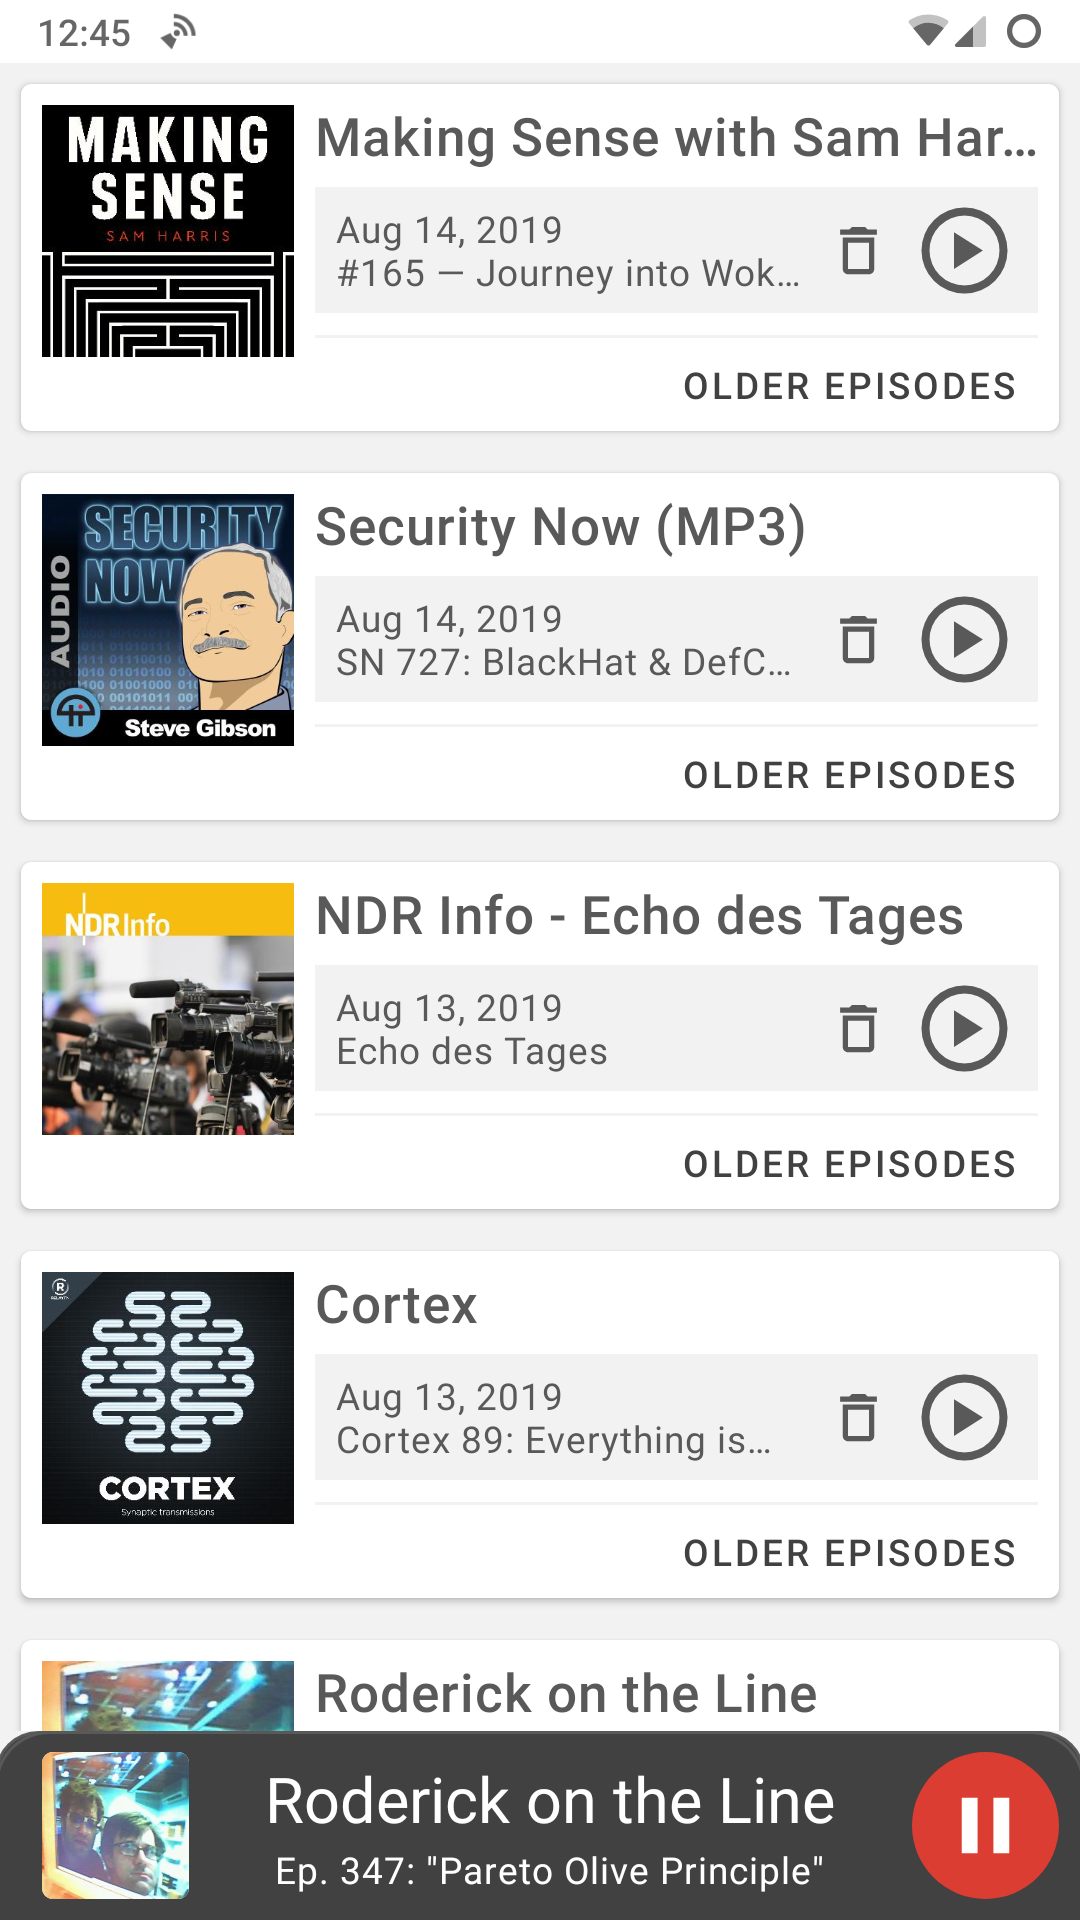 12:45
MAKING
SENSE
SAM HARRIS
Making Sense with Sam Har...
Aug 14, 2019
#165 — Journey into Wok...
OLDER EPISODES
SECURITY
NOW
AUDIO
Steve Gibson
Security Now (MP3)
Aug 14, 2019
SN 727: BlackHat & DefC...
OLDER EPISODES
NDR Info
NDR Info - Echo des Tages
Aug 13, 2019
Echo des Tages
OLDER EPISODES
R
CORTEX
Synaptic transmissions
Cortex
Aug 13, 2019
Cortex 89: Everything is...
OLDER EPISODES
Roderick on the Line
Roderick on the Line
Ep. 347: "Pareto Olive Principle"